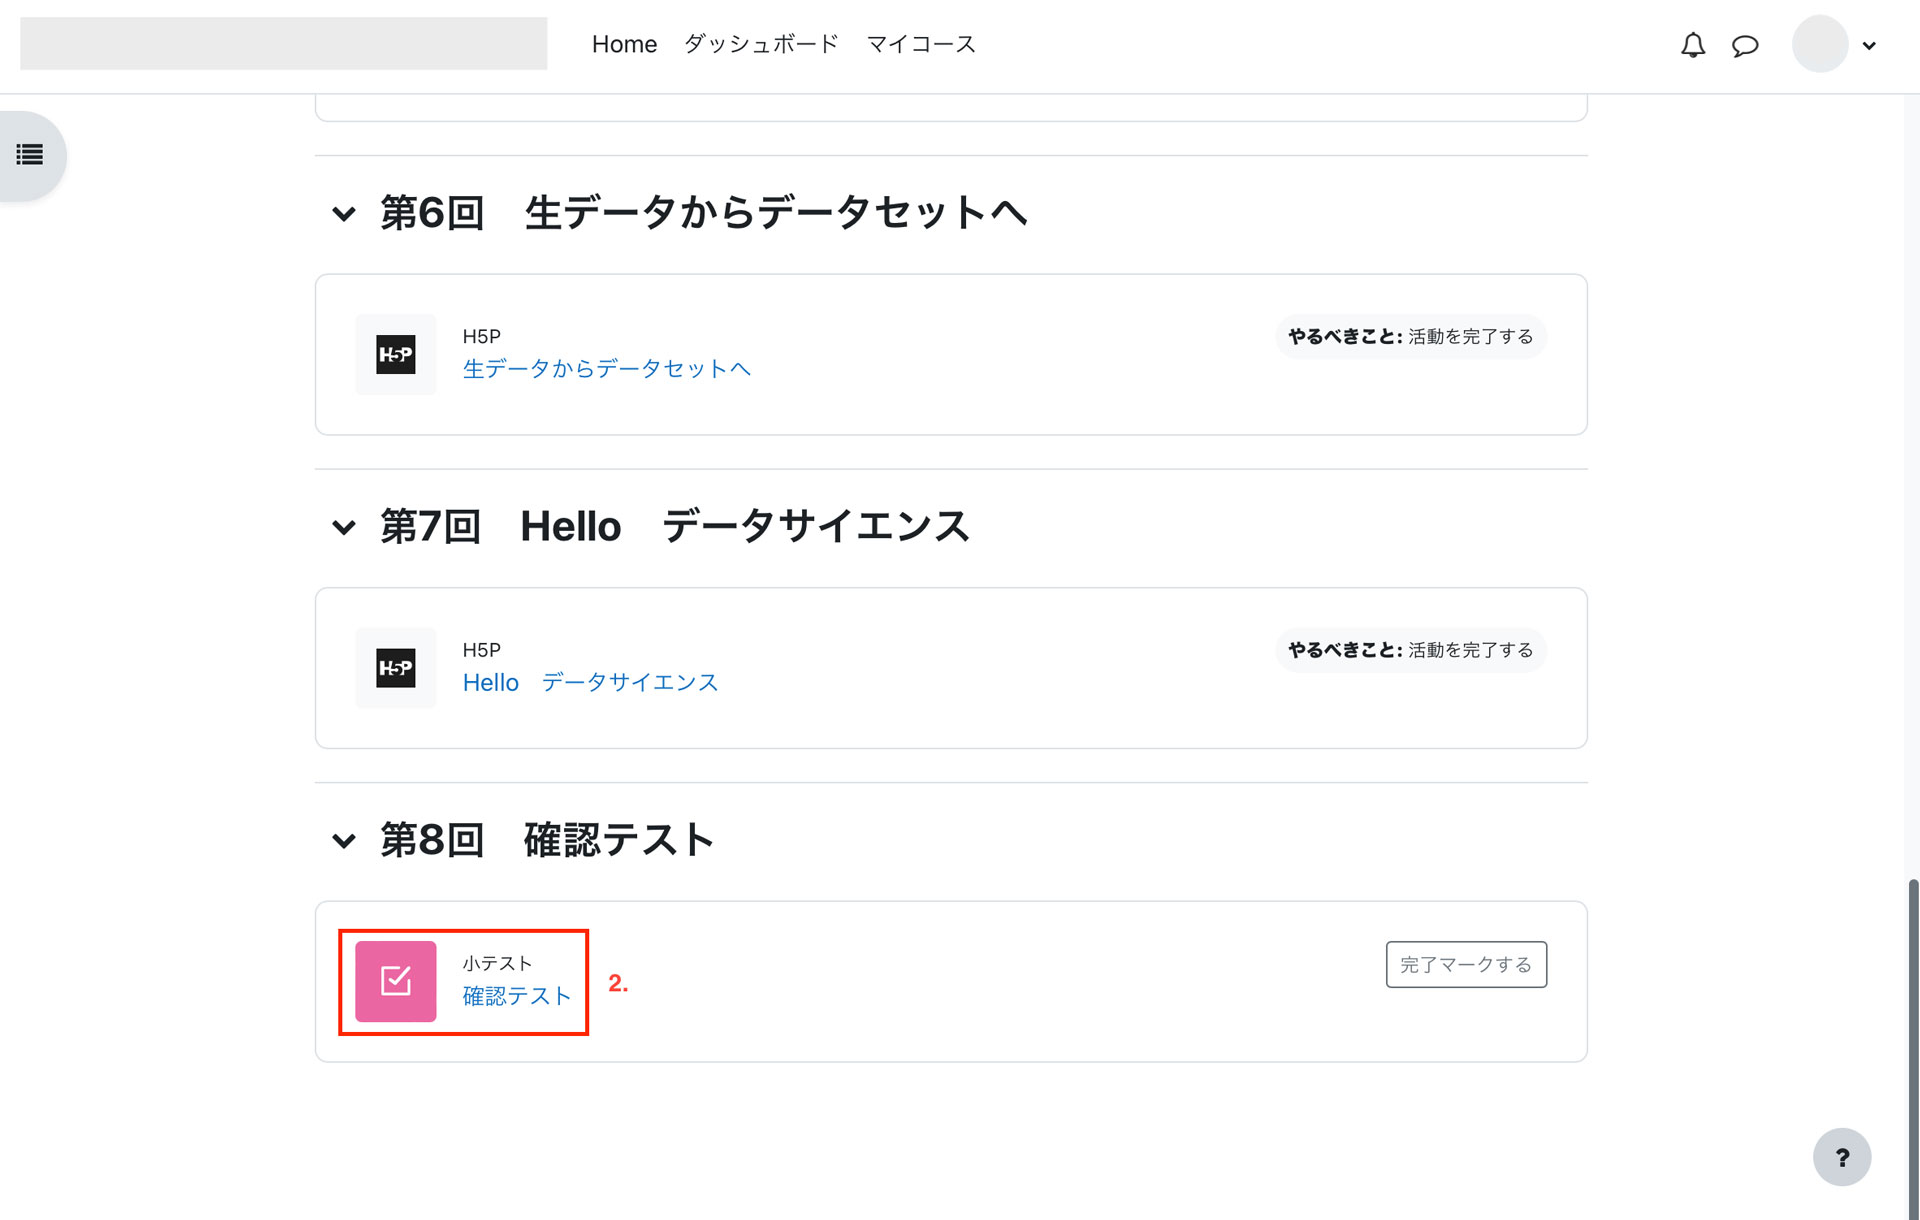 Home ダッシュボード マイコース
第6回　生データからデータセットへ
H5P
H5P
やるべきこと: 活動を完了する
生データからデータセットへ
第7回　Hello　データサイエンス
H5P
H5P
やるべきこと: 活動を完了する
Hello　データサイエンス
第8回　確認テスト
小テスト
確認テスト
2.
完了マークする
?